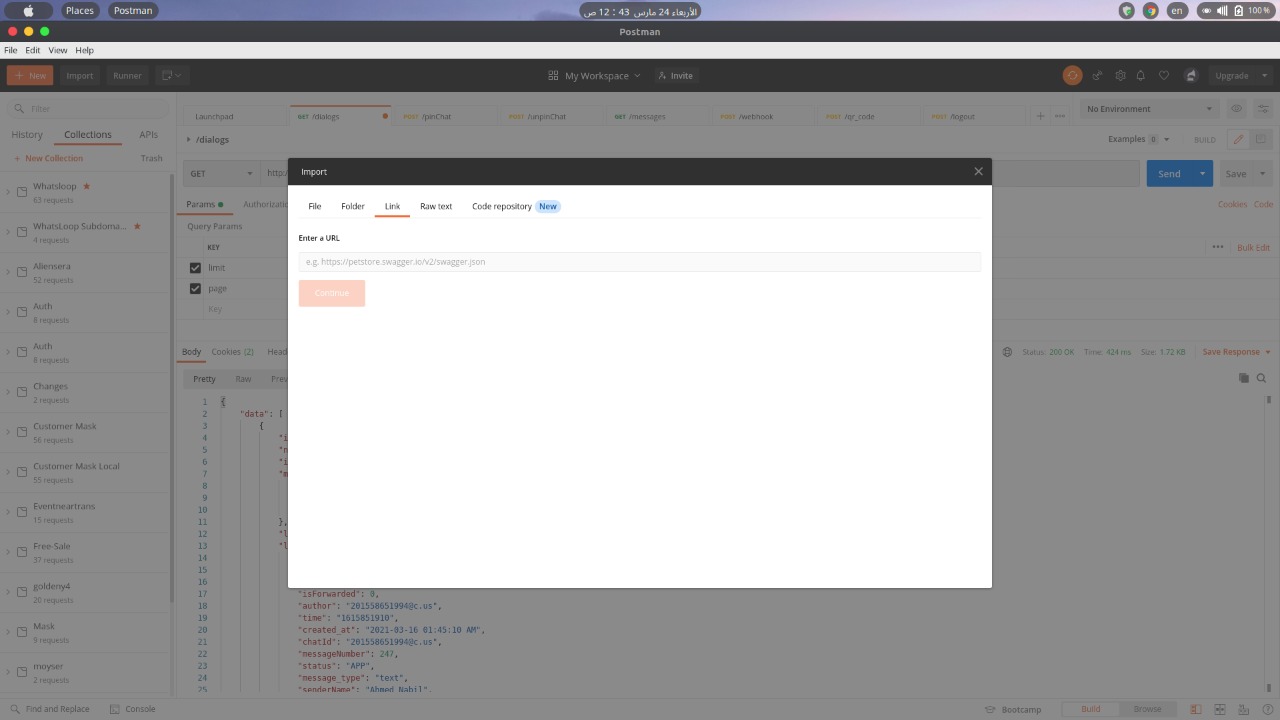 Places
Postman
الأربعاء 24 مارس 43 : 12 ص
en
100 %
Postman
File Edit View Help
+ New
Import
Runner
My Workspace
Invite
Upgrade
Filter
History
Collections
APIs
+ New Collection
Trash
Whatsloop
63 requests
WhatsLoop Subdoma...
4 requests
Aliensera
52 requests
Auth
8 requests
Auth
8 requests
Changes
2 requests
Customer Mask
56 requests
Customer Mask Local
55 requests
Eventneartrans
15 requests
Free-Sale
37 requests
goldeny4
20 requests
Mask
9 requests
moyser
2 requests
Launchpad
GET /dialogs
POST /pinChat
POST /unpinChat
GET /messages
POST /webhook
POST /qr_code
POST /logout
No Environment
/dialogs
Examples 0
BUILD
GET
http:/
Send
Save
Params
Authorizatio
Cookies Code
Query Params
KEY
Bulk Edit
limit
page
Key
Import
File
Folder
Link
Raw text
Code repository New
Enter a URL
e.g. https://petstore.swagger.io/v2/swagger.json
Continue
Body
Cookies (2)
Head
Status: 200 OK
Time: 424 ms
Size: 1.72 KB
Save Response
Pretty
Raw
Prev
1 {
2 "data": [
3 {
4 "i
5 "n
6 "i
7 "m
8
9
10
11 },
12 "l
13 "l
14
15
16
17 "isForwarded": 0,
18 "author": "201558651994@c.us",
19 "time": "1615851910",
20 "created_at": "2021-03-16 01:45:10 AM",
21 "chatId": "201558651994@c.us",
22 "messageNumber": 247,
23 "status": "APP",
24 "message_type": "text",
25 "senderName": "Ahmed Nabil",
Find and Replace
Console
Bootcamp
Build
Browse